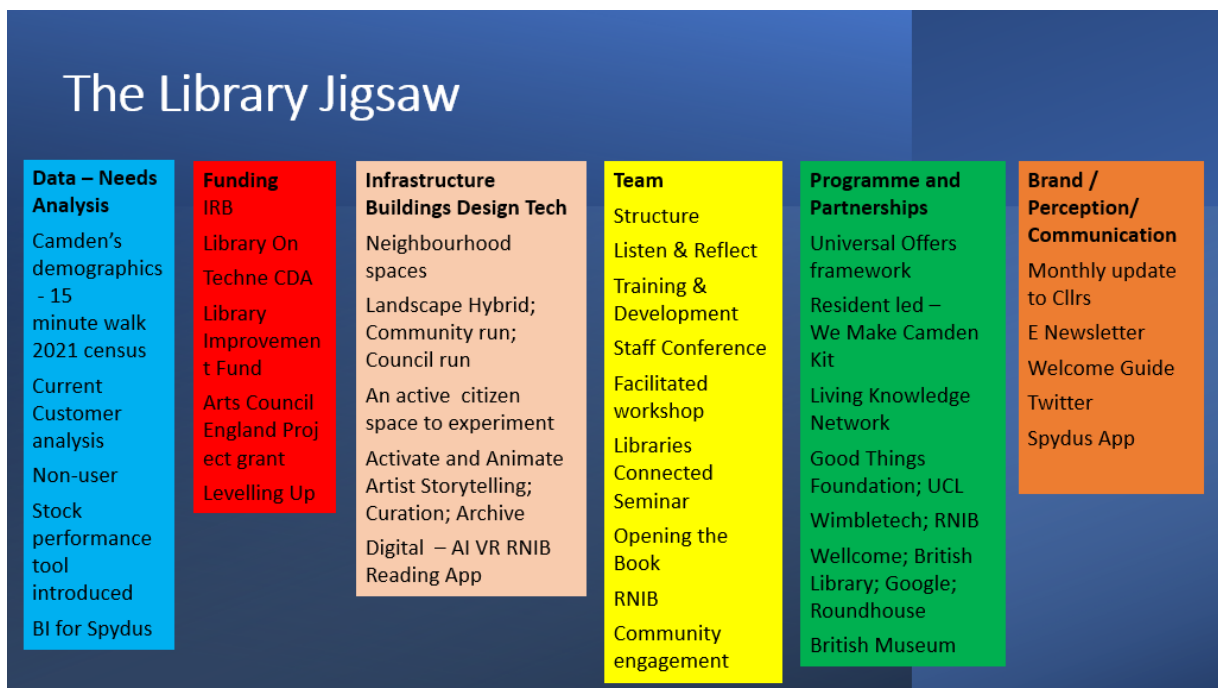 The Library Jigsaw
Data – Needs
Analysis
Camden's
demographics
- 15
minute walk
2021 census
Current
Customer
analysis
Non-user
Stock
performance
tool
introduced
BI for Spydus
Funding
IRB
Library On
Techne CDA
Library
Improvemen
t Fund
Arts Council
England Proj
ect grant
Levelling Up
Infrastructure
Buildings Design Tech
Neighbourhood
spaces
Landscape Hybrid;
Community run;
Council run
An active citizen
space to experiment
Activate and Animate
Artist Storytelling;
Curation; Archive
Digital – AI VR RNIB
Reading App
Team
Structure
Listen & Reflect
Training &
Development
Staff Conference
Facilitated
workshop
Libraries
Connected
Seminar
Opening the
Book
RNIB
Community
engagement
Programme and
Partnerships
Universal Offers
framework
Resident led –
We Make Camden
Kit
Living Knowledge
Network
Good Things
Foundation; UCL
Wimbletech; RNIB
Wellcome; British
Library; Google;
Roundhouse
British Museum
Brand /
Perception/
Communication
Monthly update
to Cllrs
E Newsletter
Welcome Guide
Twitter
Spydus App